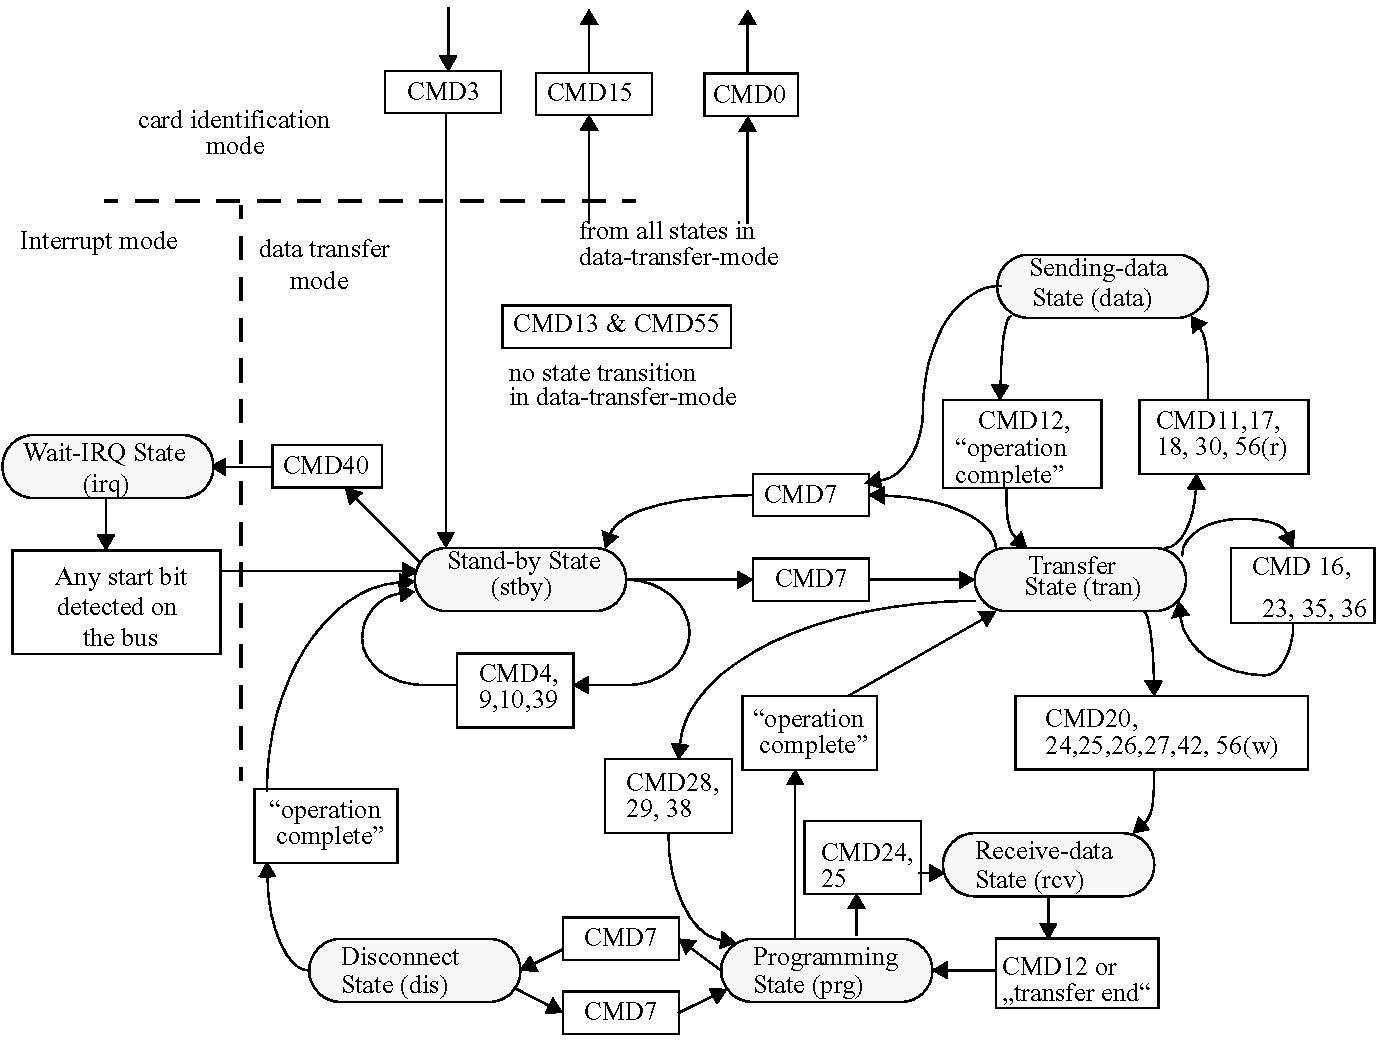 CMD3
CMD15
CMD0
card identification
mode
Interrupt mode
data transfer
mode
from all states in
data-transfer-mode
Sending-data
State (data)
CMD13 & CMD55
no state transition
in data-transfer-mode
CMD12,
“operation
complete”
CMD11,17,
18, 30, 56(r)
Wait-IRQ State
(irq)
CMD40
CMD7
Stand-by State
(stby)
CMD7
Transfer
State (tran)
CMD 16,
23, 35, 36
Any start bit
detected on
the bus
CMD4,
9,10,39
“operation
complete”
CMD20,
24,25,26,27,42, 56(w)
CMD28,
29, 38
“operation
complete”
CMD24,
25
Receive-data
State (rcv)
CMD7
Disconnect
State (dis)
Programming
State (prg)
CMD12 or
„transfer end“
CMD7